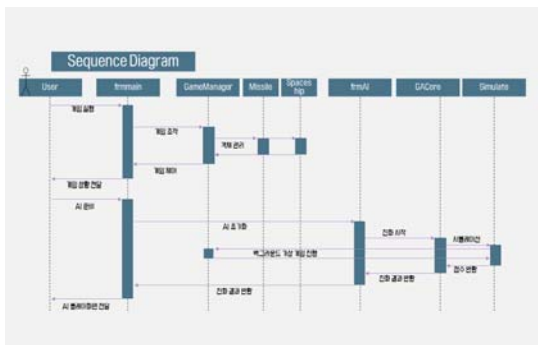 Sequence Diagram
User
frmmain
GameManager
Missile
Spaces
hip
frmAI
GACore
Simulate
게임 실행
게임 조작
객체 관리
게임 제어
게임 상황 전달
AI 준비
AI 초기화
진화 시작
시뮬레이션
백그라운드 가상 게임 진행
점수 반환
진화 결과 반환
진화 결과 반환
AI 플레이화면 전달